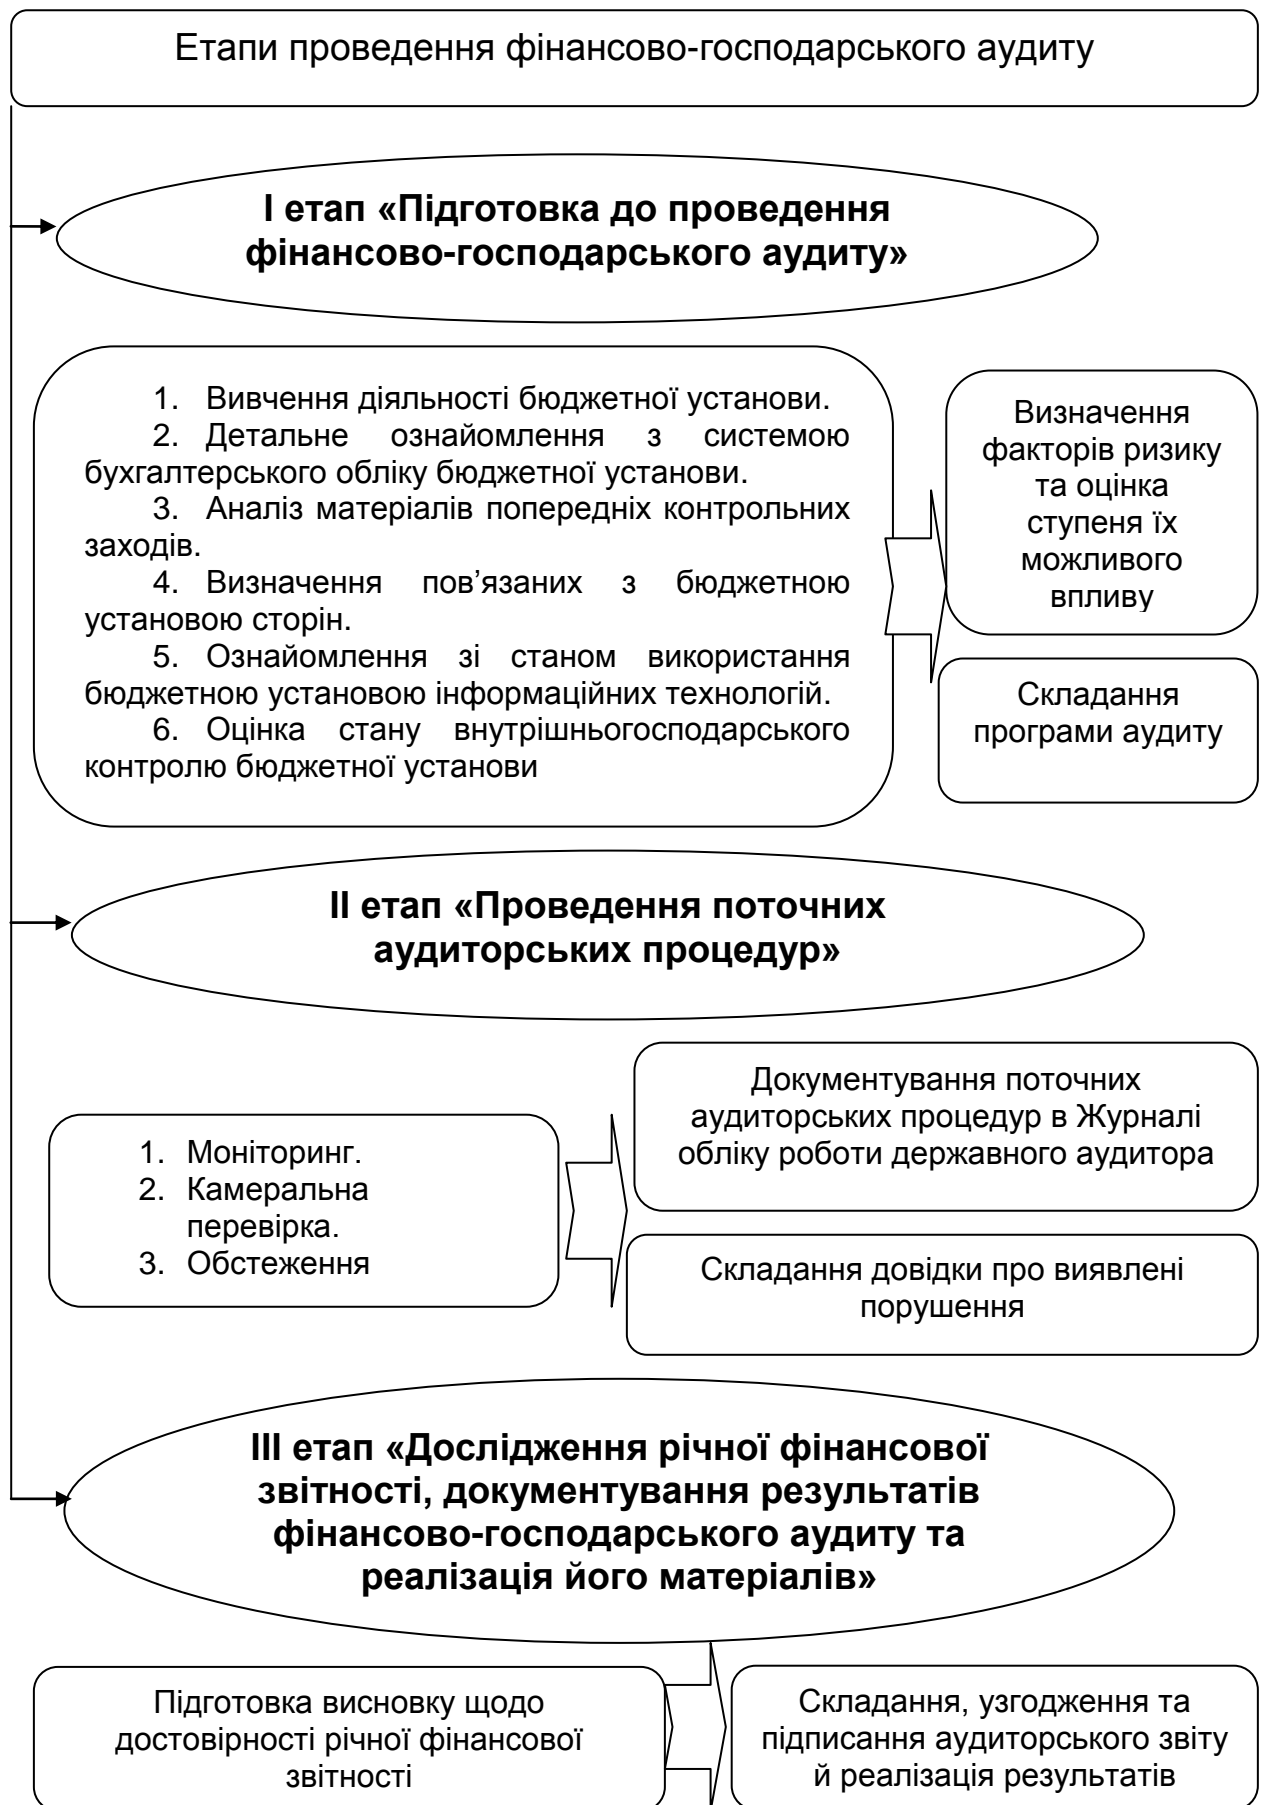 Етапи проведення фінансово-господарського аудиту
І етап «Підготовка до проведення
фінансово-господарського аудиту»
1. Вивчення діяльності бюджетної установи.
2. Детальне ознайомлення з системою
бухгалтерського обліку бюджетної установи.
3. Аналіз матеріалів попередніх контрольних
заходів.
4. Визначення пов’язаних з бюджетною
установою сторін.
5. Ознайомлення зі станом використання
бюджетною установою інформаційних технологій.
6. Оцінка стану внутрішньогосподарського
контролю бюджетної установи
Визначення
факторів ризику
та оцінка
ступеня їх
можливого
впливу
Складання
програми аудиту
ІІ етап «Проведення поточних
аудиторських процедур»
1. Моніторинг.
2. Камеральна
перевірка.
3. Обстеження
Документування поточних
аудиторських процедур в Журналі
обліку роботи державного аудитора
Складання довідки про виявлені
порушення
ІІІ етап «Дослідження річної фінансової
звітності, документування результатів
фінансово-господарського аудиту та
реалізація його матеріалів»
Підготовка висновку щодо
достовірності річної фінансової
звітності
Складання, узгодження та
підписання аудиторського звіту
й реалізація результатів